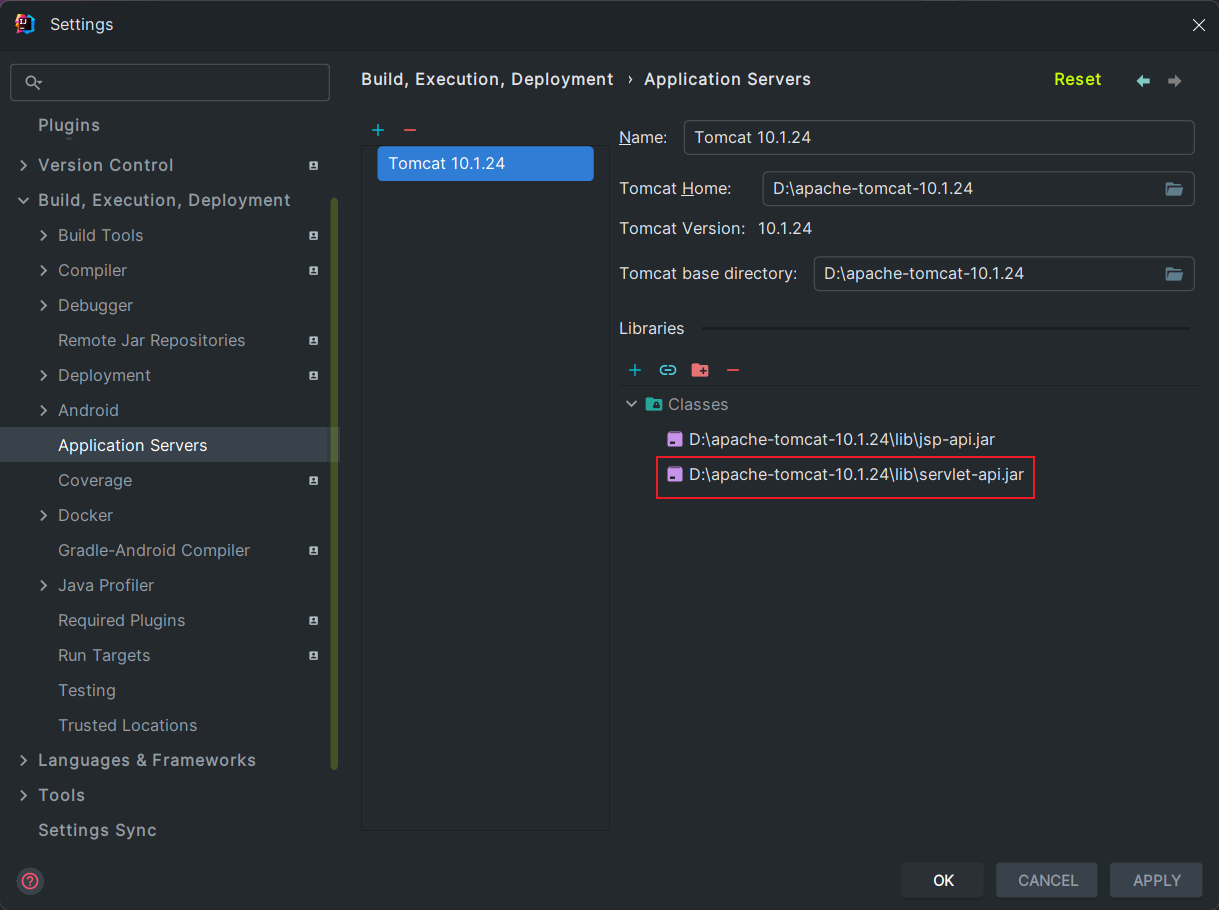 Settings
Build, Execution, Deployment › Application Servers
Reset
Plugins
Version Control
Build, Execution, Deployment
Build Tools
Compiler
Debugger
Remote Jar Repositories
Deployment
Android
Application Servers
Coverage
Docker
Gradle-Android Compiler
Java Profiler
Required Plugins
Run Targets
Testing
Trusted Locations
Languages & Frameworks
Tools
Settings Sync
Tomcat 10.1.24
Name: Tomcat 10.1.24
Tomcat Home: D:\apache-tomcat-10.1.24
Tomcat Version: 10.1.24
Tomcat base directory: D:\apache-tomcat-10.1.24
Libraries
Classes
D:\apache-tomcat-10.1.24\lib\jsp-api.jar
D:\apache-tomcat-10.1.24\lib\servlet-api.jar
OK
CANCEL
APPLY